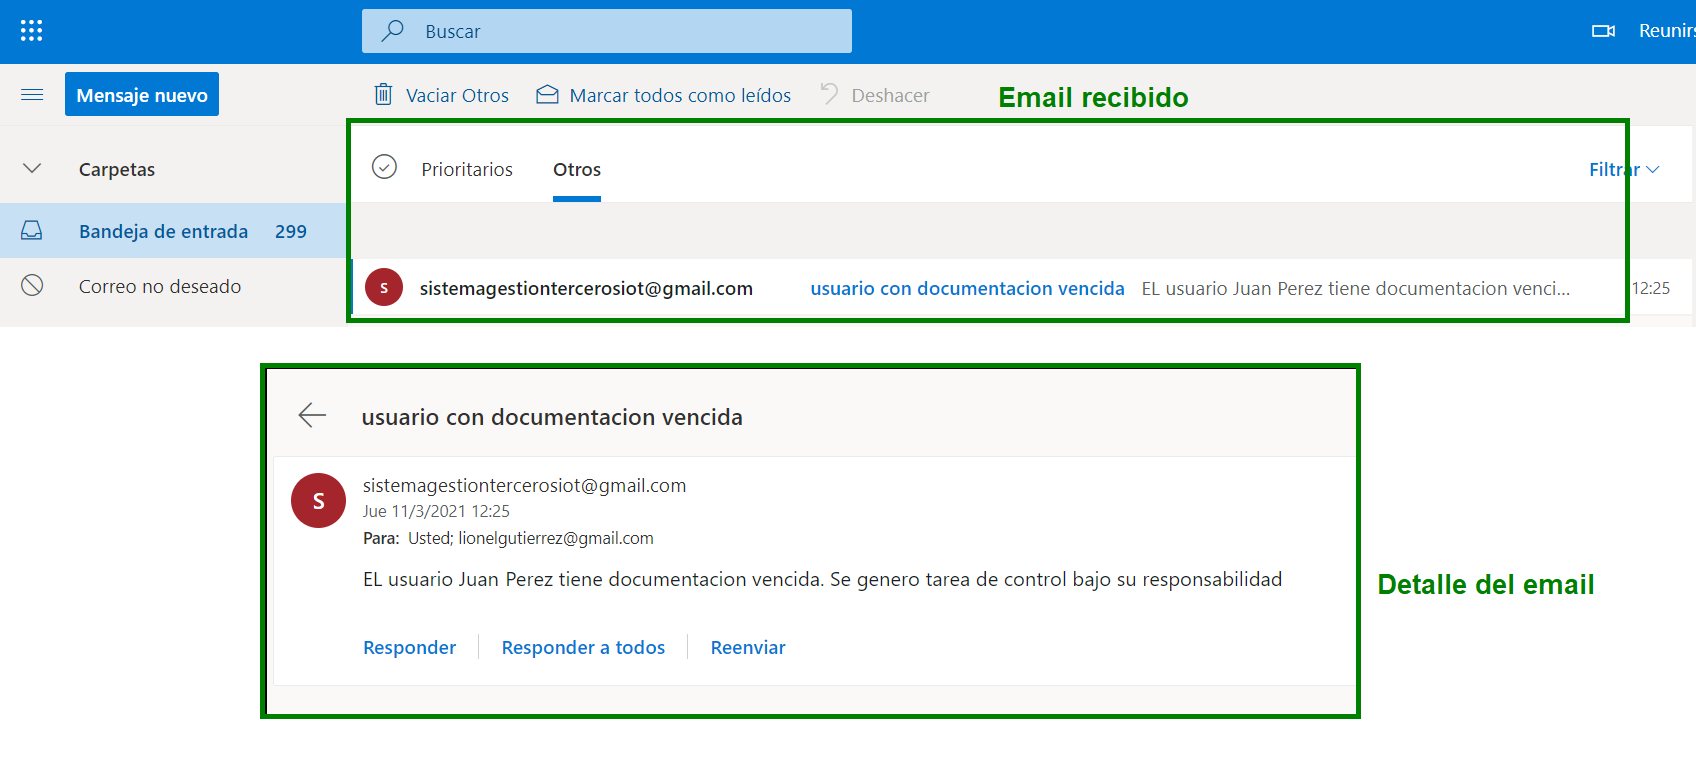 Buscar
Reunirs
Mensaje nuevo
Vaciar Otros
Marcar todos como leídos
Deshacer
Email recibido
Carpetas
Prioritarios
Otros
Filtrar
Bandeja de entrada 299
Correo no deseado
S sistemagestiontercerosiot@gmail.com usuario con documentacion vencida EL usuario Juan Perez tiene documentacion venci... 12:25
usuario con documentacion vencida
S
sistemagestiontercerosiot@gmail.com
Jue 11/3/2021 12:25
Para: Usted; lionelgutierrez@gmail.com
EL usuario Juan Perez tiene documentacion vencida. Se genero tarea de control bajo su responsabilidad
Detalle del email
Responder
Responder a todos
Reenviar